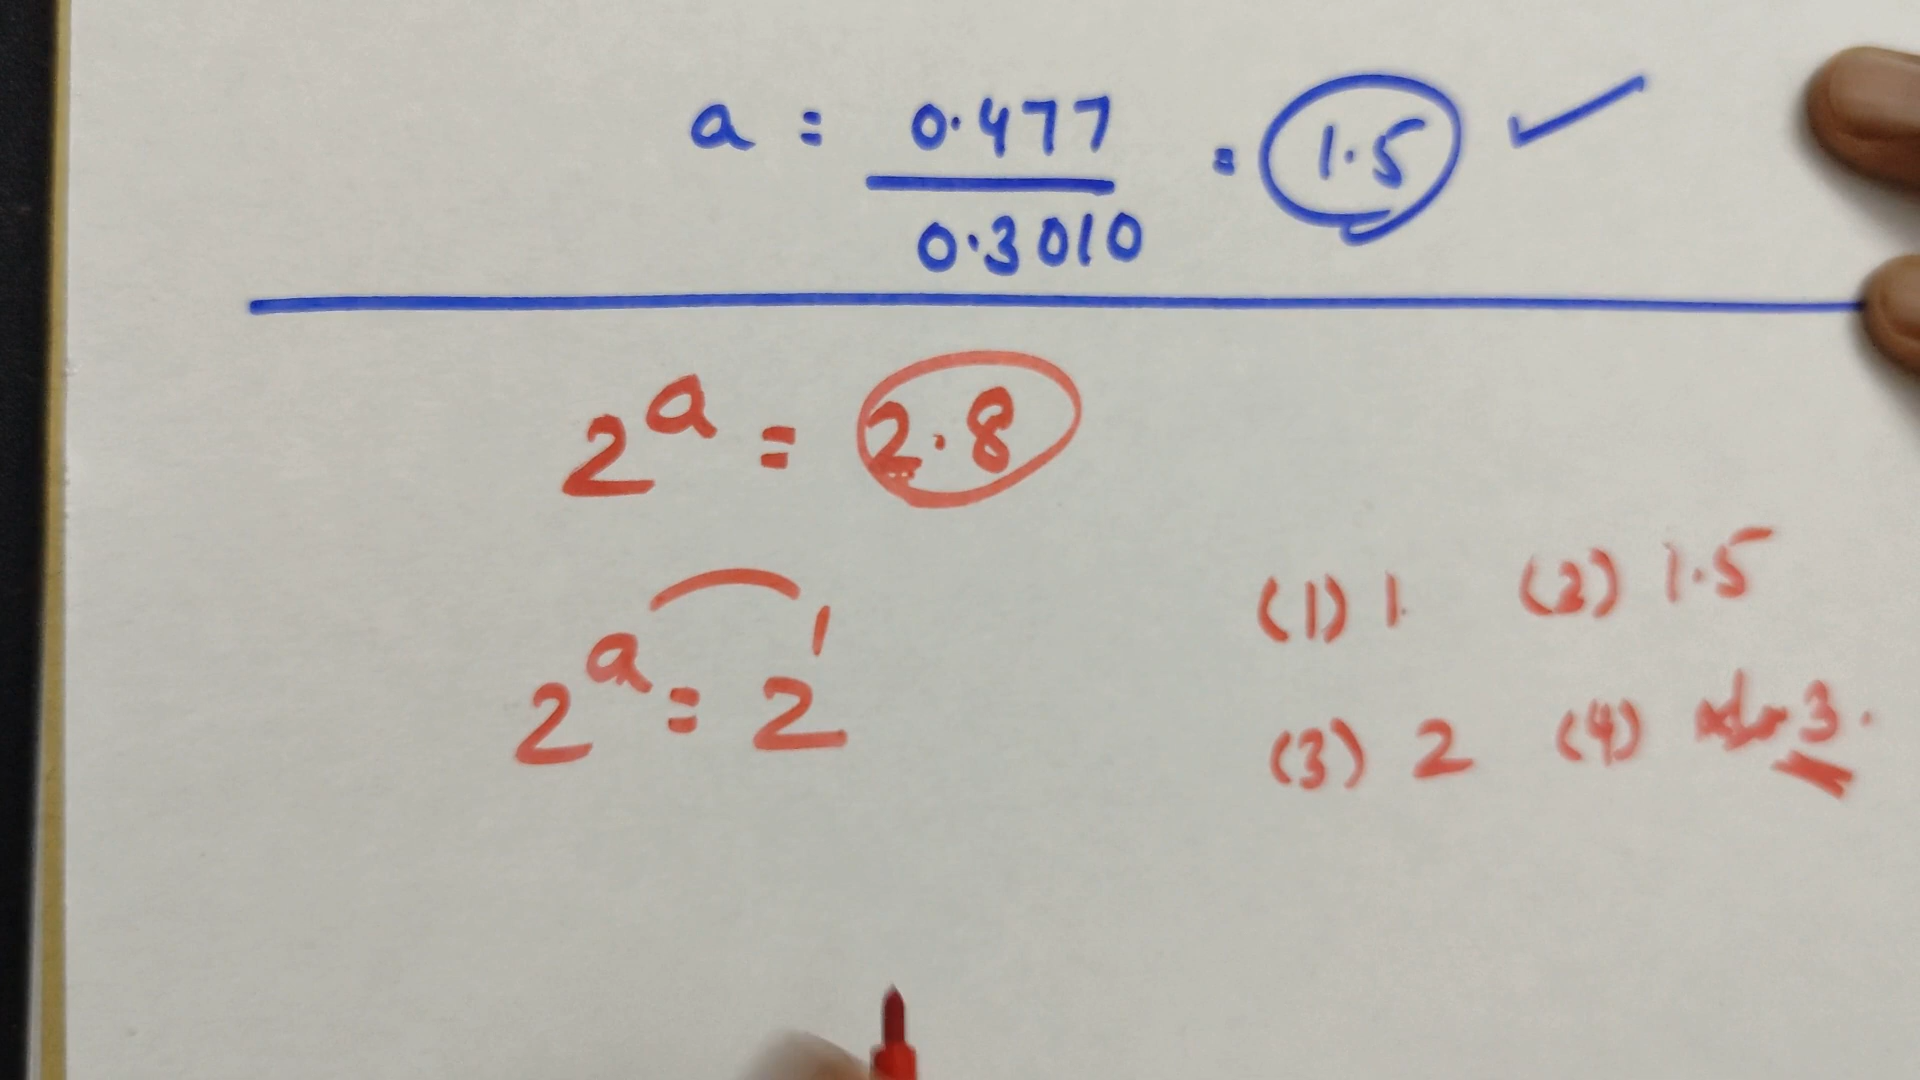 a = 0.477 / 0.3010 = 1.5 ✓
2^a = 2.8
2^a = 2^1
(1) 1. (2) 1.5
(3) 2 (4) 3.